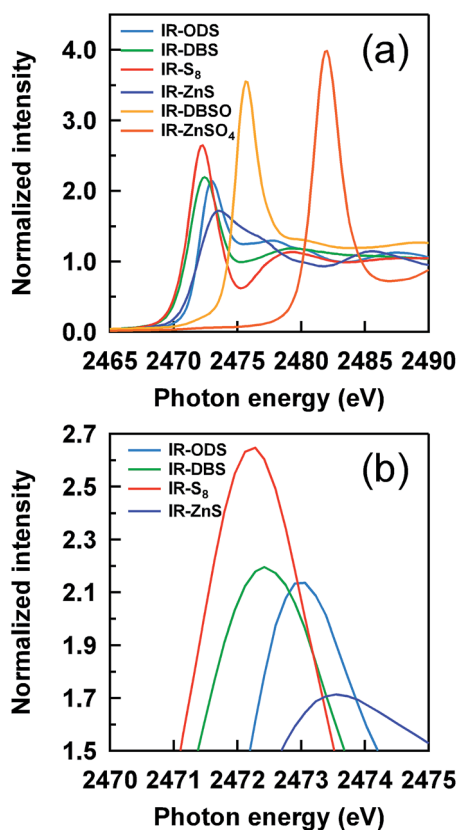 (a)
IR-ODS
IR-DBS
IR-S₈
IR-ZnS
IR-DBSO
IR-ZnSO₄
Normalized intensity
4.0
3.0
2.0
1.0
0.0
2465 2470 2475 2480 2485 2490
Photon energy (eV)
(b)
IR-ODS
IR-DBS
IR-S₈
IR-ZnS
Normalized intensity
2.7
2.5
2.3
2.1
1.9
1.7
1.5
2470 2471 2472 2473 2474 2475
Photon energy (eV)